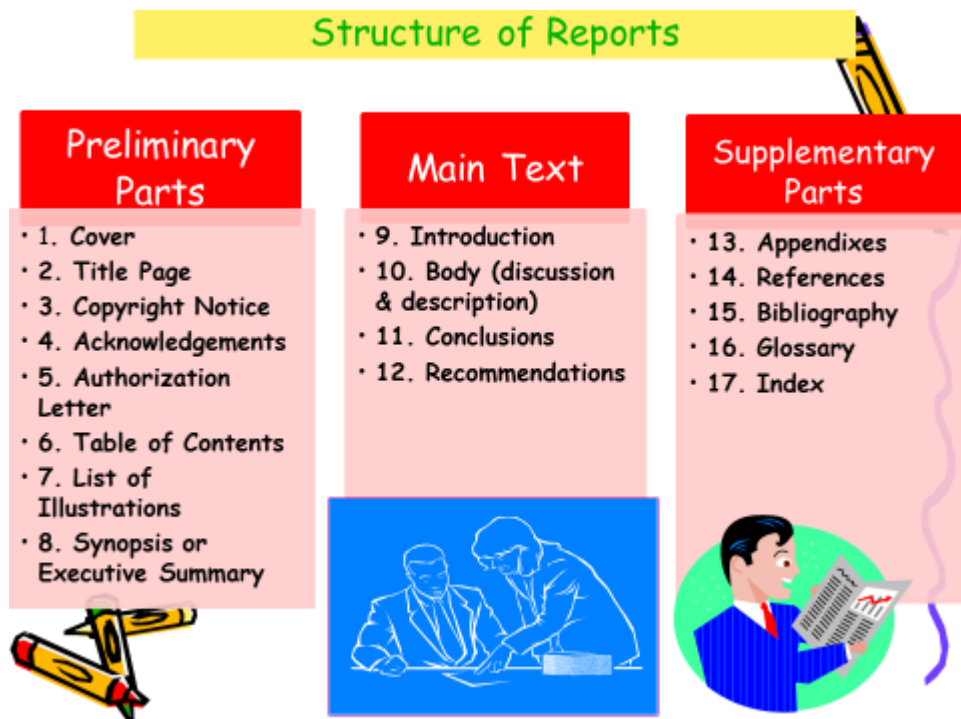 Structure of Reports
Preliminary
Parts
• 1. Cover
• 2. Title Page
• 3. Copyright Notice
• 4. Acknowledgements
• 5. Authorization
Letter
• 6. Table of Contents
• 7. List of
Illustrations
• 8. Synopsis or
Executive Summary
Main Text
• 9. Introduction
• 10. Body (discussion
& description)
• 11. Conclusions
• 12. Recommendations
Supplementary
Parts
• 13. Appendixes
• 14. References
• 15. Bibliography
• 16. Glossary
• 17. Index